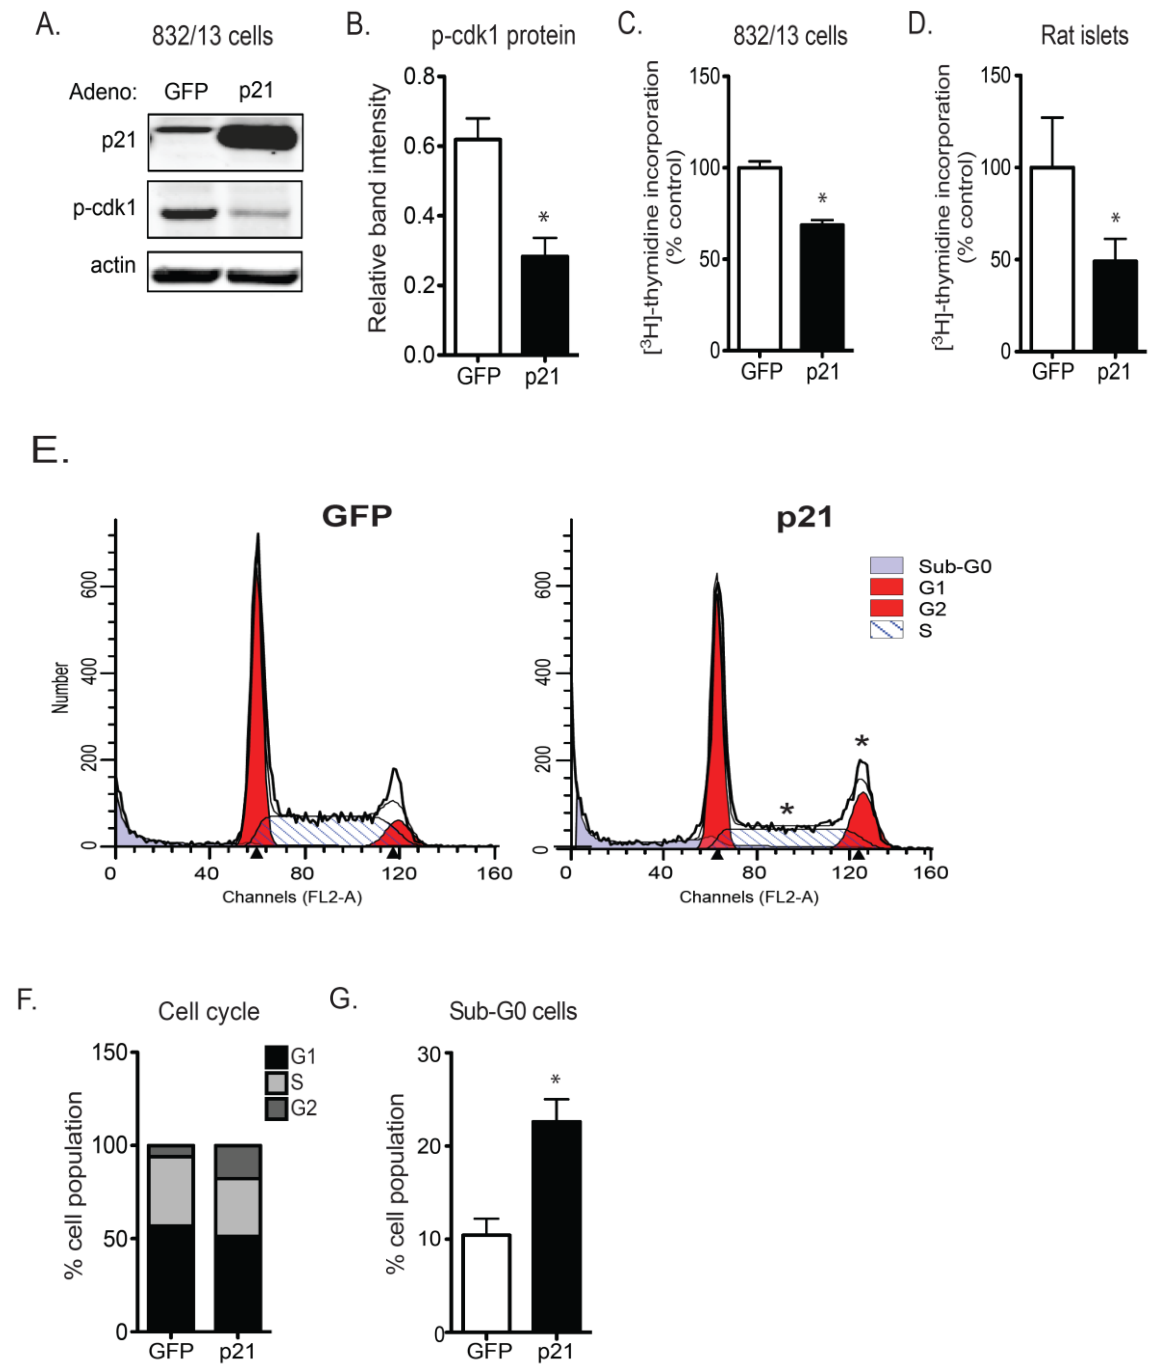 A.
832/13 cells
Adeno: GFP p21
p21
p-cdk1
actin
B.
p-cdk1 protein
Relative band intensity
0.8
0.6
0.4
0.2
0.0
*
GFP p21
C.
832/13 cells
[³H]-thymidine incorporation
(% control)
150
100
50
0
*
GFP p21
D.
Rat islets
[³H]-thymidine incorporation
(% control)
150
100
50
0
*
GFP p21
E.
GFP
Number
600
400
200
0
0 40 80 120 160
Channels (FL2-A)
p21
600
400
200
0
*
*
0 40 80 120 160
Channels (FL2-A)
Sub-G0
G1
G2
S
F.
Cell cycle
% cell population
150
100
50
0
G1
S
G2
GFP p21
G.
Sub-G0 cells
% cell population
30
20
10
0
*
GFP p21